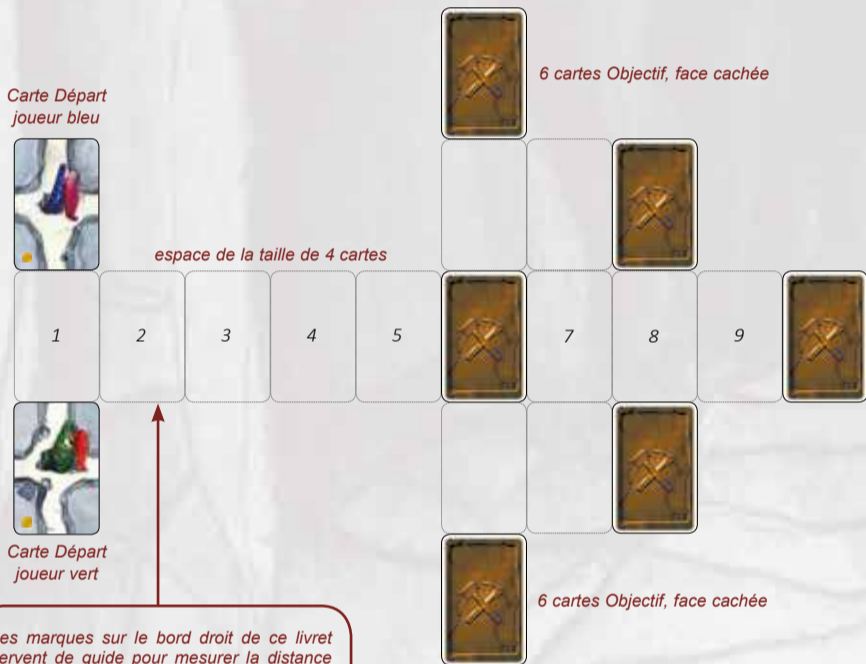 6 cartes Objectif, face cachée
Carte Départ
joueur bleu
espace de la taille de 4 cartes
1 2 3 4 5 7 8 9
Carte Départ
joueur vert
6 cartes Objectif, face cachée
es marques sur le bord droit de ce livret
ervent de guide pour mesurer la distance